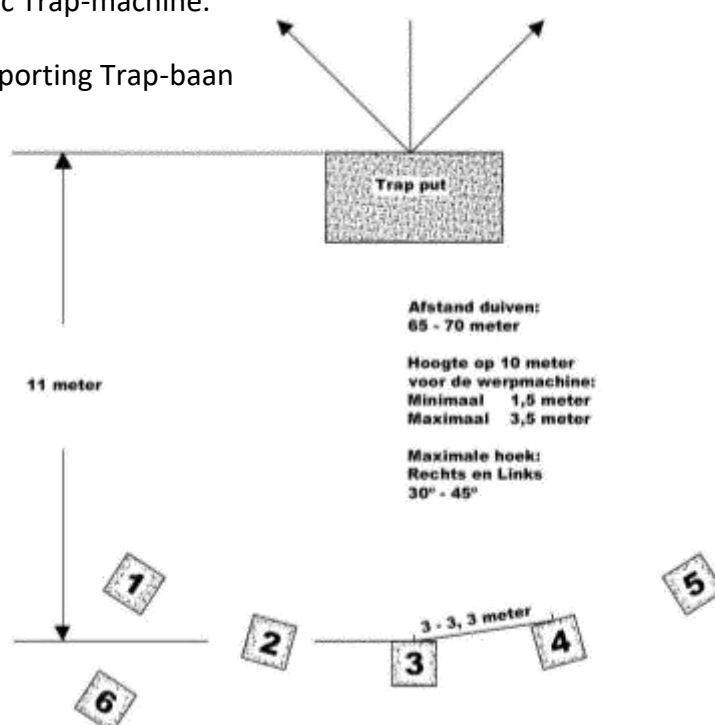 c Trap-machine.
porting Trap-baan
Trap put
Afstand duiven:
65 - 70 meter
Hoogte op 10 meter
voor de werpmachine:
Minimaal 1,5 meter
Maximaal 3,5 meter
11 meter
Maximale hoek:
Rechts en Links
30º - 45º
1
5
3 - 3, 3 meter
2
4
3
6